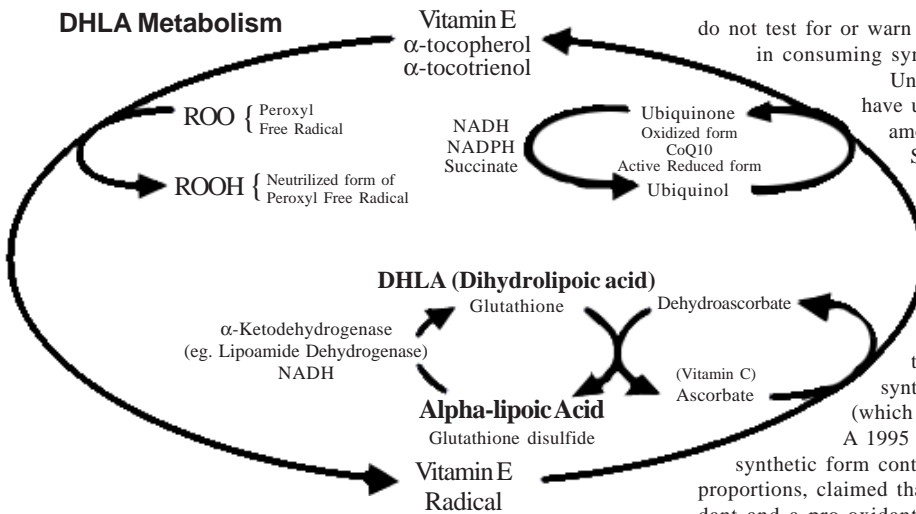 DHLA Metabolism
Vitamin E
α-tocopherol
α-tocotrienol
ROO { Peroxyl
Free Radical
ROOH { Neutrilized form of
Peroxyl Free Radical
NADH
NADPH
Succinate
Ubiquinone
Oxidized form
CoQ10
Active Reduced form
Ubiquinol
DHLA (Dihydrolipoic acid)
Glutathione
Dehydroascorbate
α-Ketodehydrogenase
(eg. Lipoamide Dehydrogenase)
NADH
(Vitamin C)
Ascorbate
Alpha-lipoic Acid
Glutathione disulfide
Vitamin E
Radical
do not test for or warn
in consuming syn
Un
have u
amo
S
t
synt
(which
A 1995
synthetic form cont
proportions, claimed tha